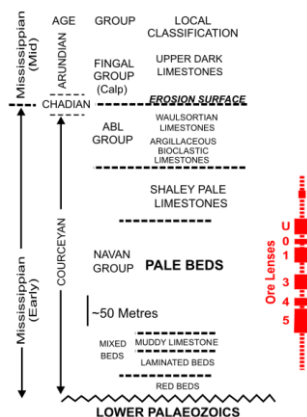 AGE
GROUP
LOCAL
CLASSIFICATION
Mississippian
(Mid)
ARUNDIAN
FINGAL
GROUP
(Calp)
UPPER DARK
LIMESTONES
CHADIAN
EROSION SURFACE
ABL
GROUP
WAULSORTIAN
LIMESTONES
ARGILLACEOUS
BIOCLASTIC
LIMESTONES
SHALEY PALE
LIMESTONES
Mississippian
(Early)
COURCEYAN
NAVAN
GROUP
PALE BEDS
~50 Metres
MIXED
BEDS
MUDDY LIMESTONE
LAMINATED BEDS
RED BEDS
LOWER PALAEOZOICS
Ore Lenses
U
0
1
3
4
5